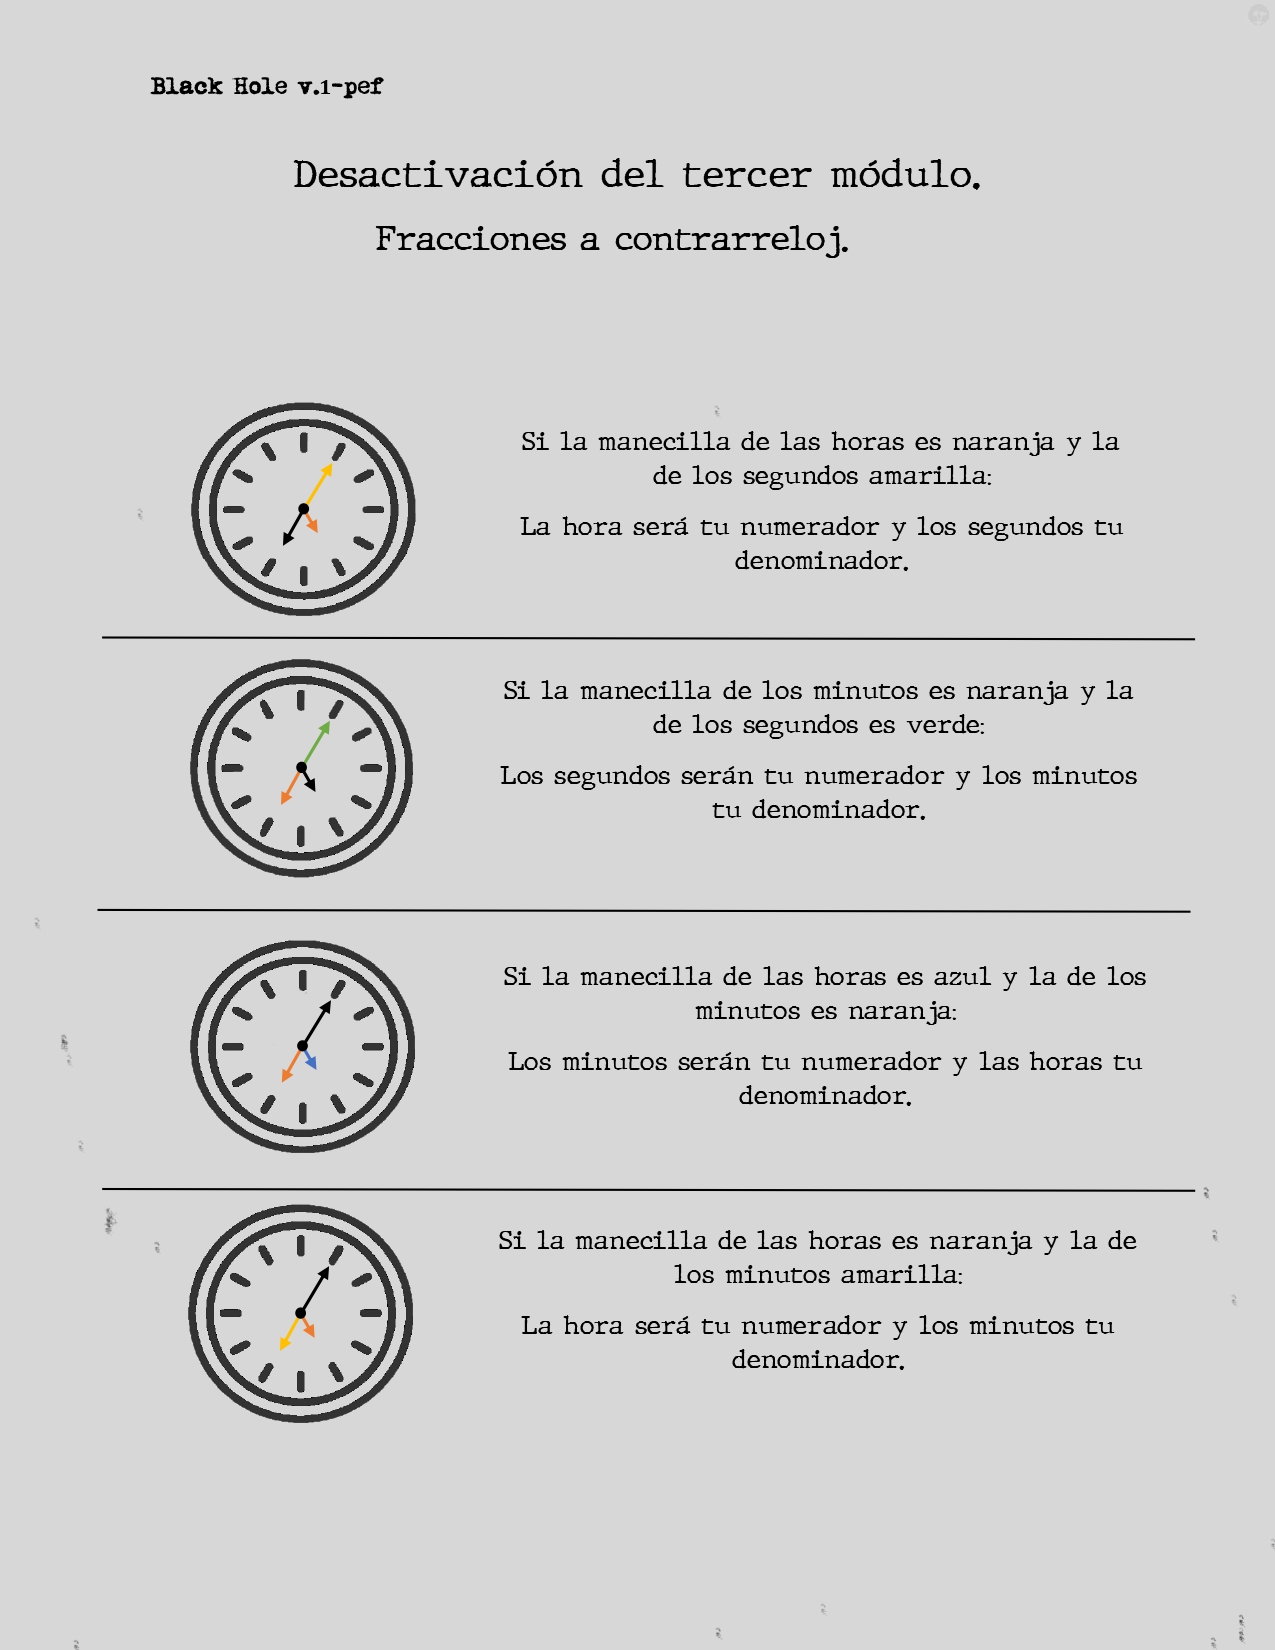 Black Hole v.1-pef
Desactivación del tercer módulo.
Fracciones a contrarreloj.
Si la manecilla de las horas es naranja y la
de los segundos amarilla:
La hora será tu numerador y los segundos tu
denominador.
Si la manecilla de los minutos es naranja y la
de los segundos es verde:
Los segundos serán tu numerador y los minutos
tu denominador.
Si la manecilla de las horas es azul y la de los
minutos es naranja:
Los minutos serán tu numerador y las horas tu
denominador.
Si la manecilla de las horas es naranja y la de
los minutos amarilla:
La hora será tu numerador y los minutos tu
denominador.